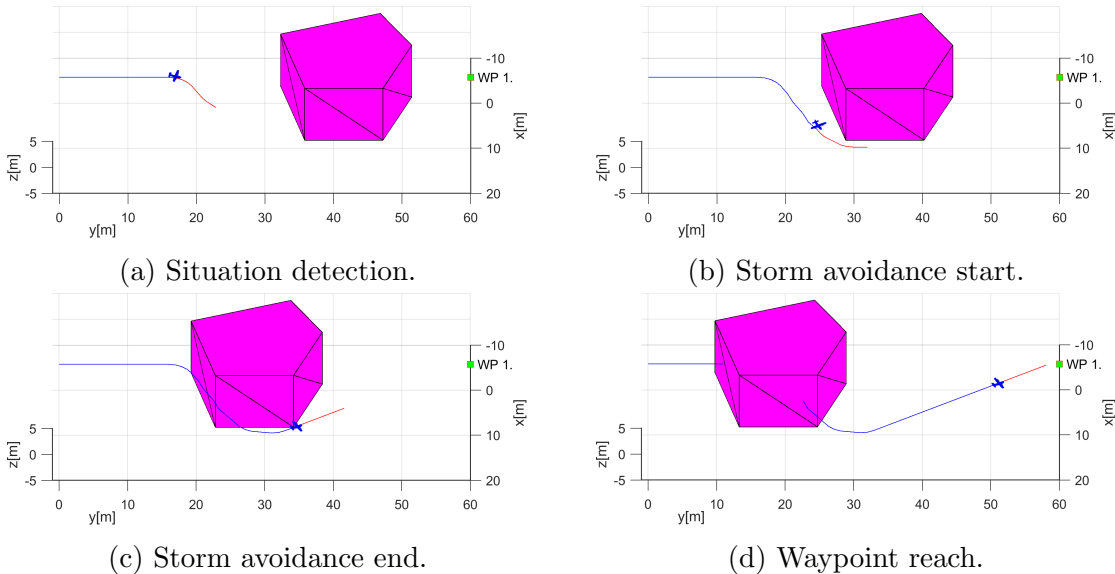 -10
WP 1.
0
x[m]
5
10
z[m]
0
-5
20
0
10
20
30
40
50
60
y[m]
(a) Situation detection.
-10
WP 1.
0
x[m]
5
10
z[m]
0
-5
20
0
10
20
30
40
50
60
y[m]
(b) Storm avoidance start.
-10
WP 1.
0
x[m]
5
10
z[m]
0
-5
20
0
10
20
30
40
50
60
y[m]
(c) Storm avoidance end.
-10
WP 1.
0
x[m]
5
10
z[m]
0
-5
20
0
10
20
30
40
50
60
y[m]
(d) Waypoint reach.